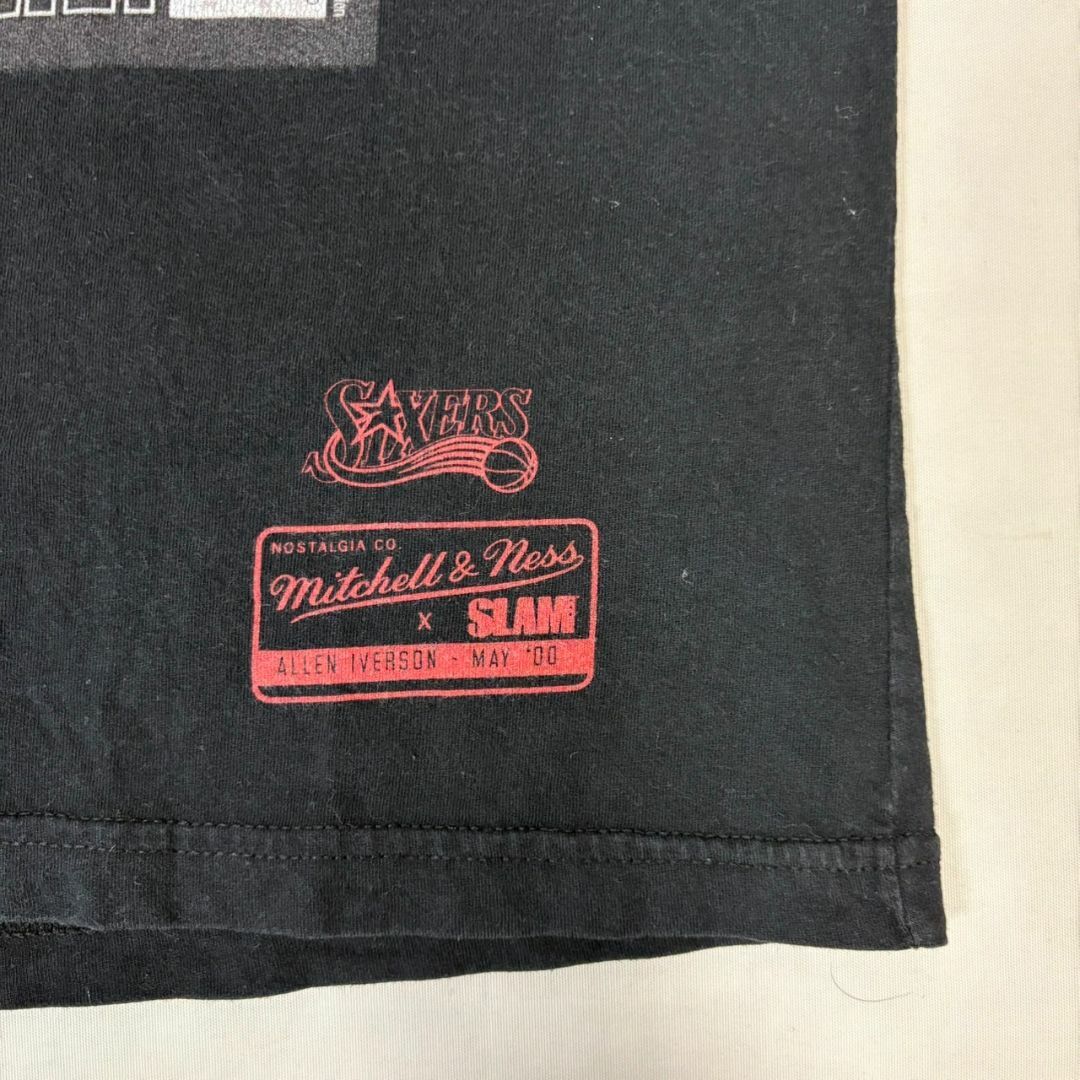 SIXERS
NOSTALGIA CO.
Mitchell & Ness
X SLAM
ALLEN IVERSON - MAY '00